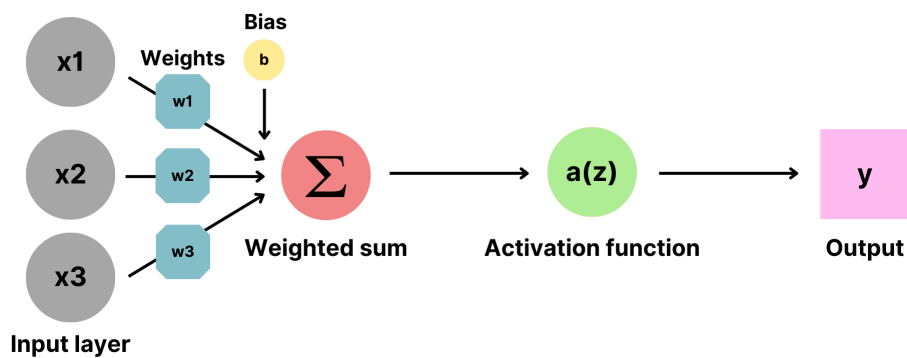 Bias
Weights
b
x1
w1
x2
w2
Σ
a(z)
y
w3
x3
Weighted sum
Activation function
Output
Input layer